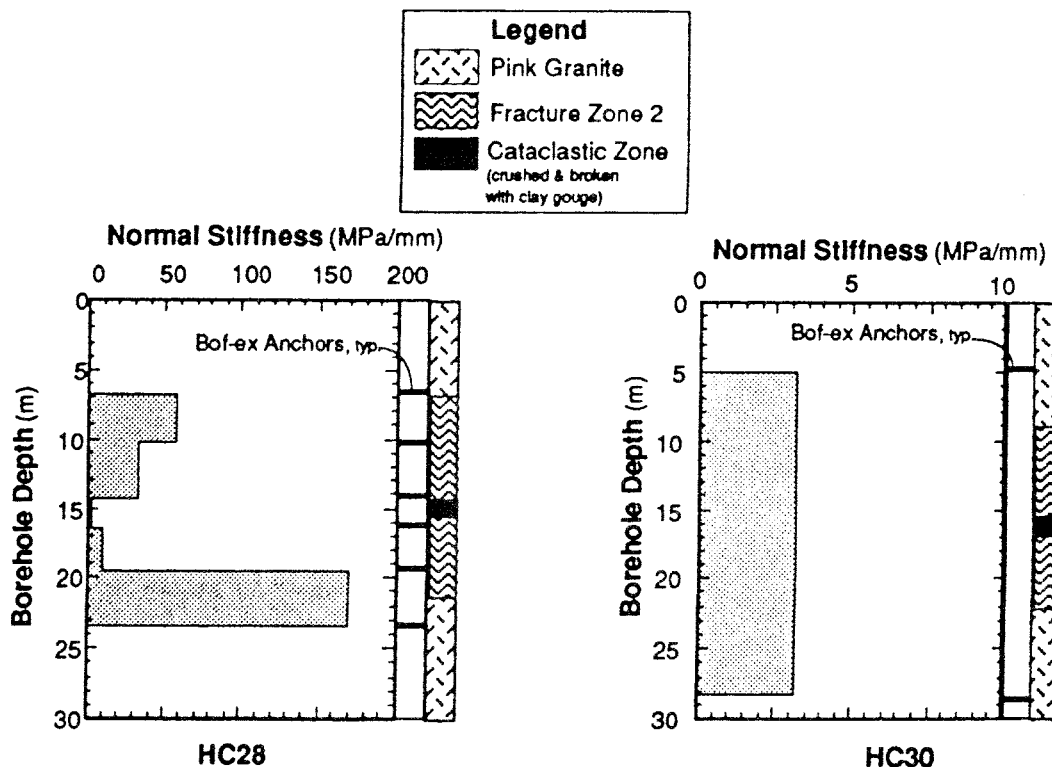 Legend
Pink Granite
Fracture Zone 2
Cataclastic Zone
(crushed & broken
with clay gouge)
Normal Stiffness (MPa/mm)
0 50 100 150 200
Borehole Depth (m)
0
5
10
15
20
25
30
Bof-ex Anchors, typ.
HC28
Normal Stiffness (MPa/mm)
0 5 10
Borehole Depth (m)
0
5
10
15
20
25
30
Bof-ex Anchors, typ.
HC30